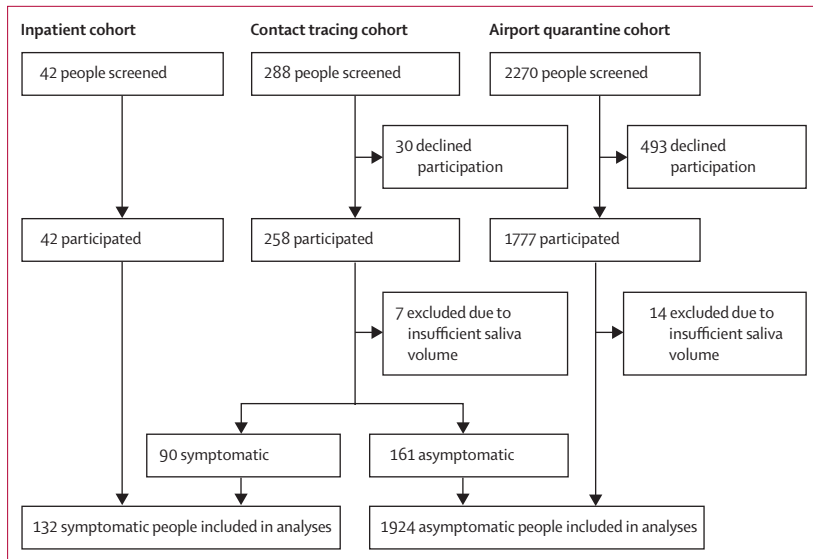 Inpatient cohort
Contact tracing cohort
Airport quarantine cohort
42 people screened
288 people screened
2270 people screened
30 declined
participation
493 declined
participation
42 participated
258 participated
1777 participated
7 excluded due to
insufficient saliva
volume
14 excluded due to
insufficient saliva
volume
90 symptomatic
161 asymptomatic
132 symptomatic people included in analyses
1924 asymptomatic people included in analyses